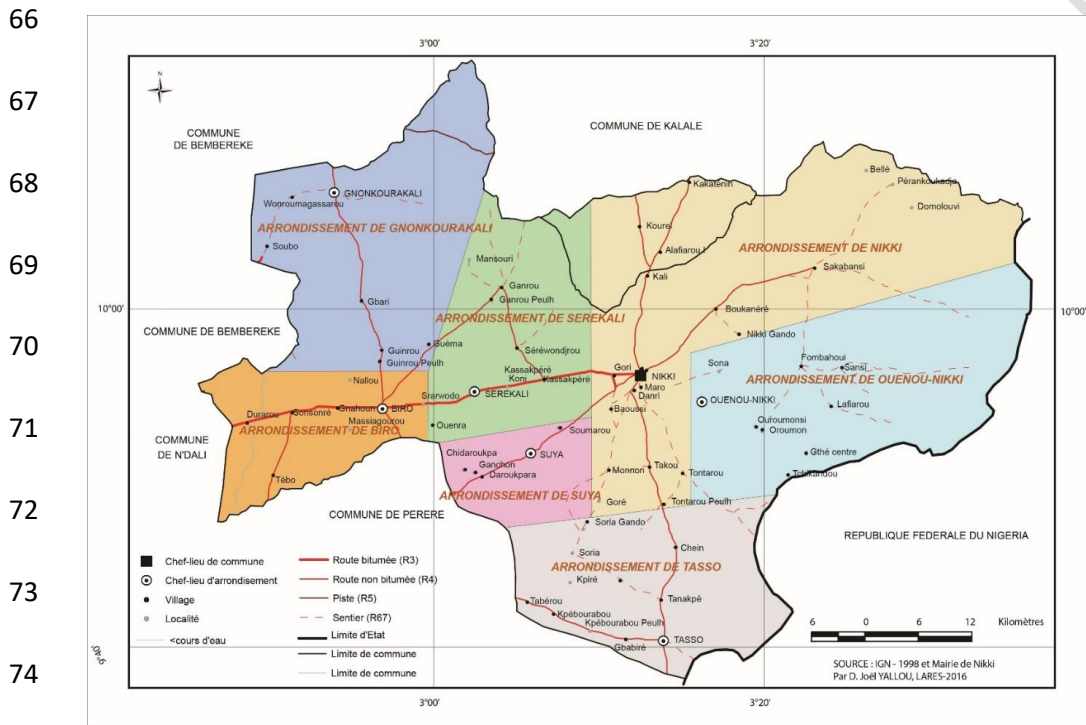 66
67
68
69
70
71
72
73
74
3°00'
3°20'
N
COMMUNE
DE BEMBEREKE
COMMUNE DE KALALE
GNONKOURAKALI
Wonroumagassarou
ARRONDISSEMENT DE GNONKOURAKALI
Soubo
Gbari
Guinrou
Guinrou Peulh
Kakatenin
Bellé
Pérankoukadja
Domolouvi
Kourei
Alafiarou I
ARRONDISSEMENT DE NIKKI
Kali
Sakabansi
Mansouri
Ganrou
Ganrou Peulh
Boukanéré
10°00'
10°00'
ARRONDISSEMENT DE SEREKALI
COMMUNE DE BEMBEREKE
Guéma
Séréwondjrou
Nikki Gando
Kassakpéré
Koni
Kassakpéré
Gori
NIKKI
Sona
Fombahoui
Sansi
ARRONDISSEMENT DE OUENOU-NIKKI
Nallou
Maro
Danri
Srarwodo
SEREKALI
OUENOU-NIKKI
Lafiarou
Gnahoun
BIRO
Baoussi
Durarou
Sonsonré
Massiagourou
ARRONDISSEMENT DE BIRO
Ouenra
Soumarou
Ouroumonsi
Oroumon
COMMUNE
DE N'DALI
SUYA
Gthé centre
Chidaroukpa
Ganchon
Daroukpara
Monnon
Takou
Tontarou
Tchikandou
Tébo
ARRONDISSEMENT DE SUYA
Goré
Tontarou Peulh
COMMUNE DE PERERE
Soria Gando
REPUBLIQUE FEDERALE DU NIGERIA
Soria
Chein
ARRONDISSEMENT DE TASSO
Kpiré
Tabérou
Tanakpé
Kpébourabou
Kpébourabou Peulh
Gbabiré
TASSO
Chef-lieu de commune
Chef-lieu d'arrondisement
Village
Localité
<cours d'eau
Route bitumée (R3)
Route non bitumée (R4)
Piste (R5)
Sentier (R67)
Limite d'Etat
Limite de commune
Limite de commune
6 0 6 12 Kilomètres
SOURCE : IGN - 1998 et Mairie de Nikki
Par D. Joël YALLOU, LARES-2016
9°40'
3°00'
3°20'